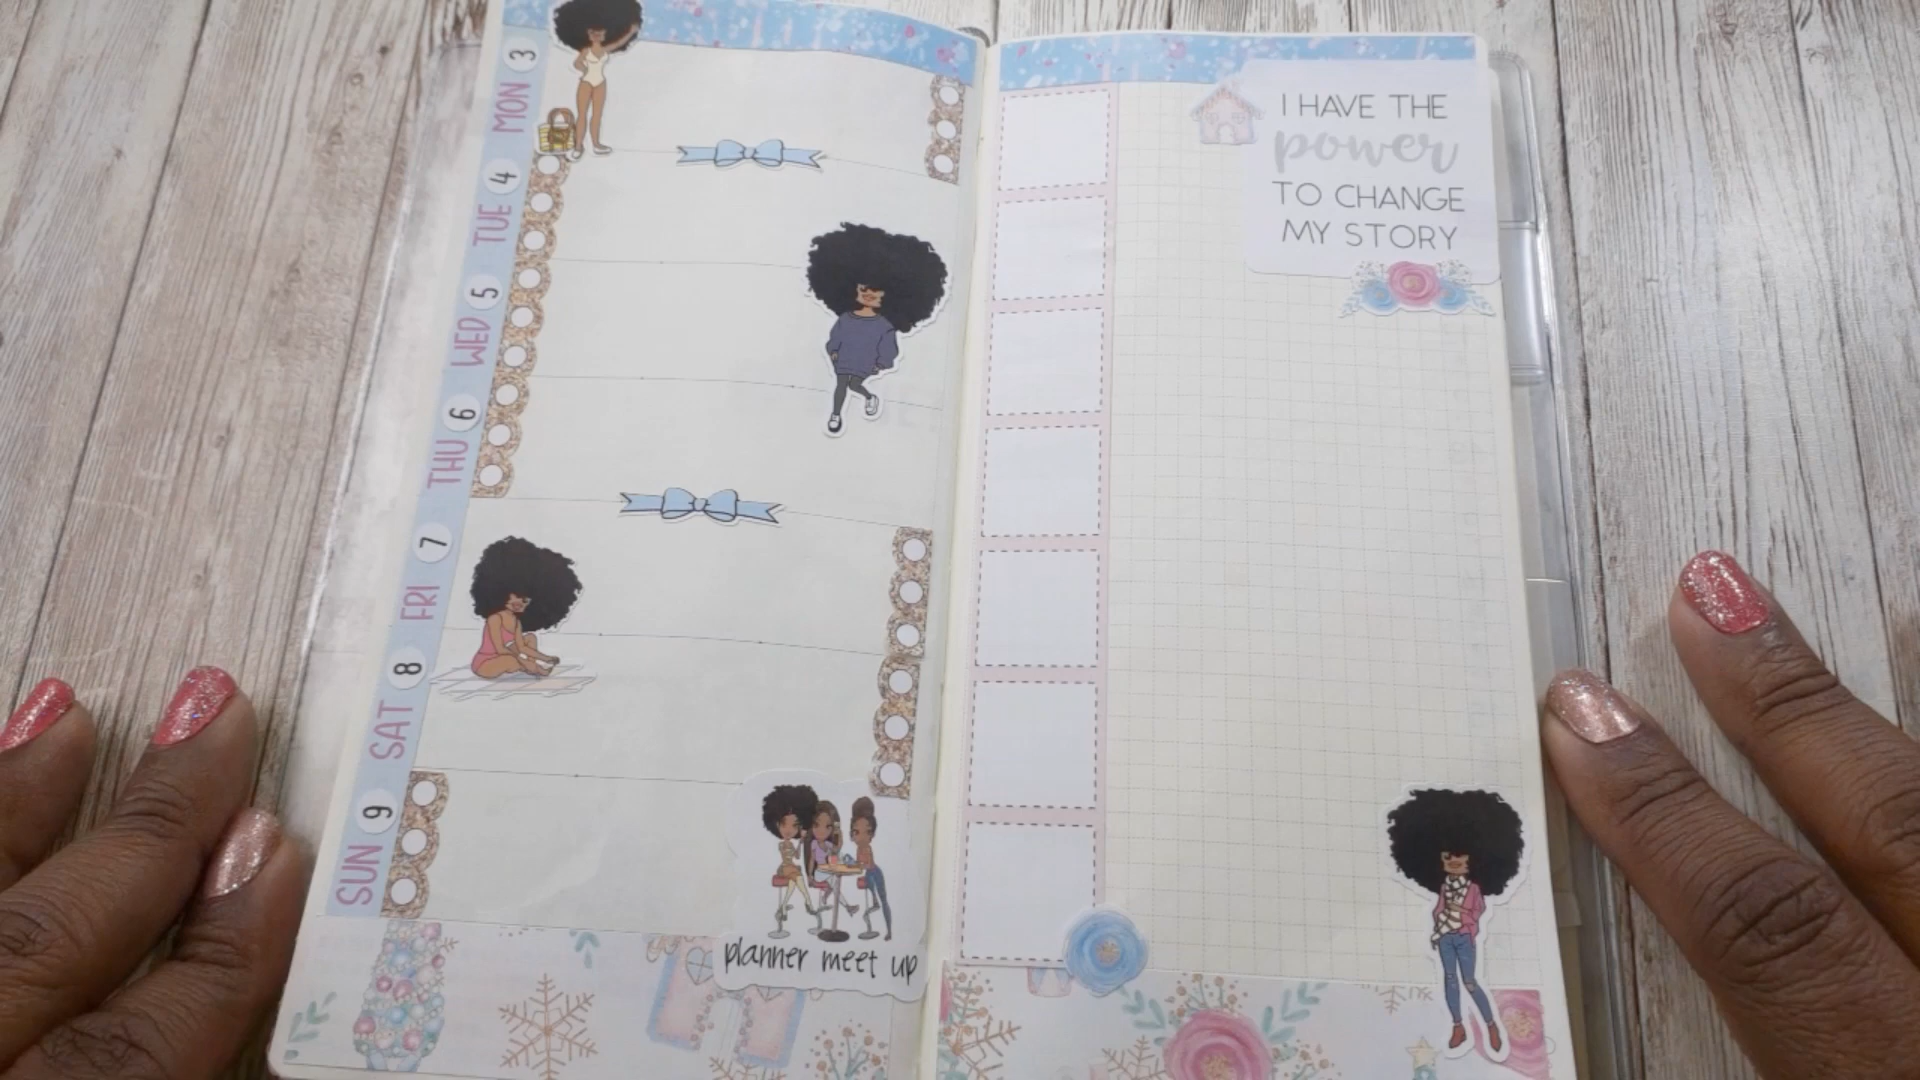 MON 3
TUE 4
WED 5
THU 6
FRI 7
SAT 8
SUN 9
planner meet up
I HAVE THE
power
TO CHANGE
MY STORY